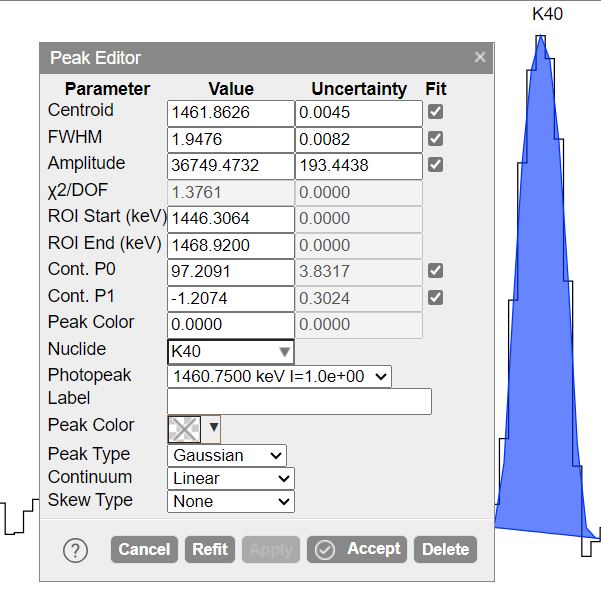 K40
Peak Editor ×
Parameter Value Uncertainty Fit
Centroid 1461.8626 0.0045
FWHM 1.9476 0.0082
Amplitude 36749.4732 193.4438
χ2/DOF 1.3761 0.0000
ROI Start (keV) 1446.3064 0.0000
ROI End (keV) 1468.9200 0.0000
Cont. P0 97.2091 3.8317
Cont. P1 -1.2074 0.3024
Peak Color 0.0000 0.0000
Nuclide K40
Photopeak 1460.7500 keV I=1.0e+00
Label
Peak Color
Peak Type Gaussian
Continuum Linear
Skew Type None
? Cancel Refit Apply Accept Delete